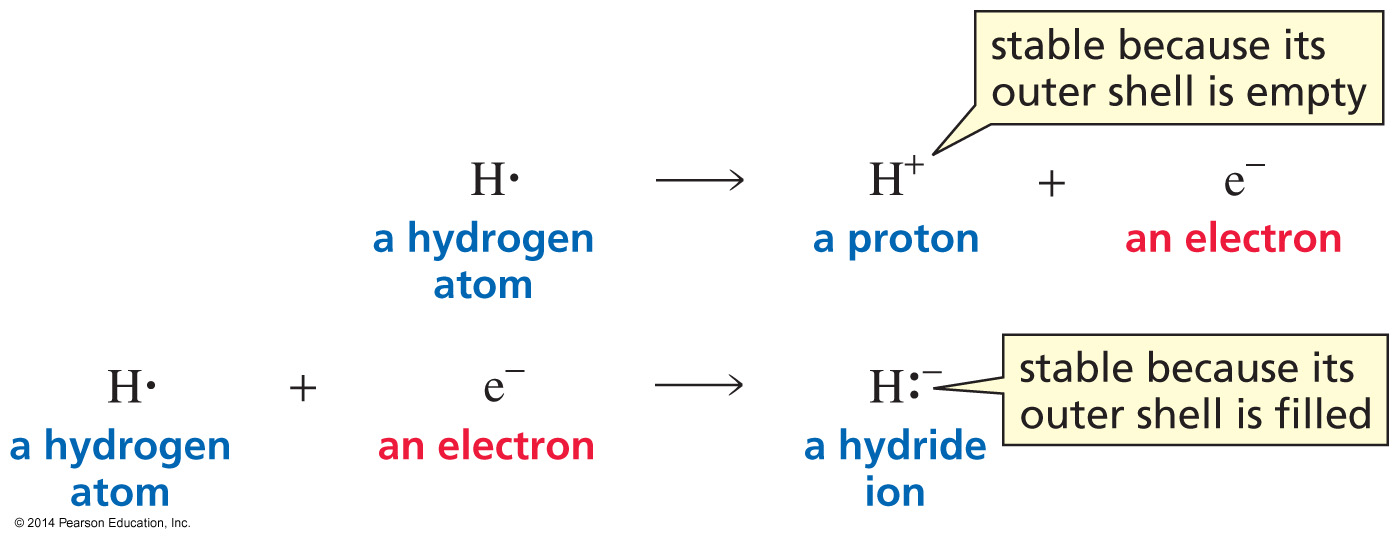 stable because its
outer shell is empty
H· ⟶ H⁺ + e⁻
a hydrogen
atom
a proton
an electron
H· + e⁻ ⟶ H:⁻
a hydrogen
atom
an electron
a hydride
ion
stable because its
outer shell is filled
© 2014 Pearson Education, Inc.